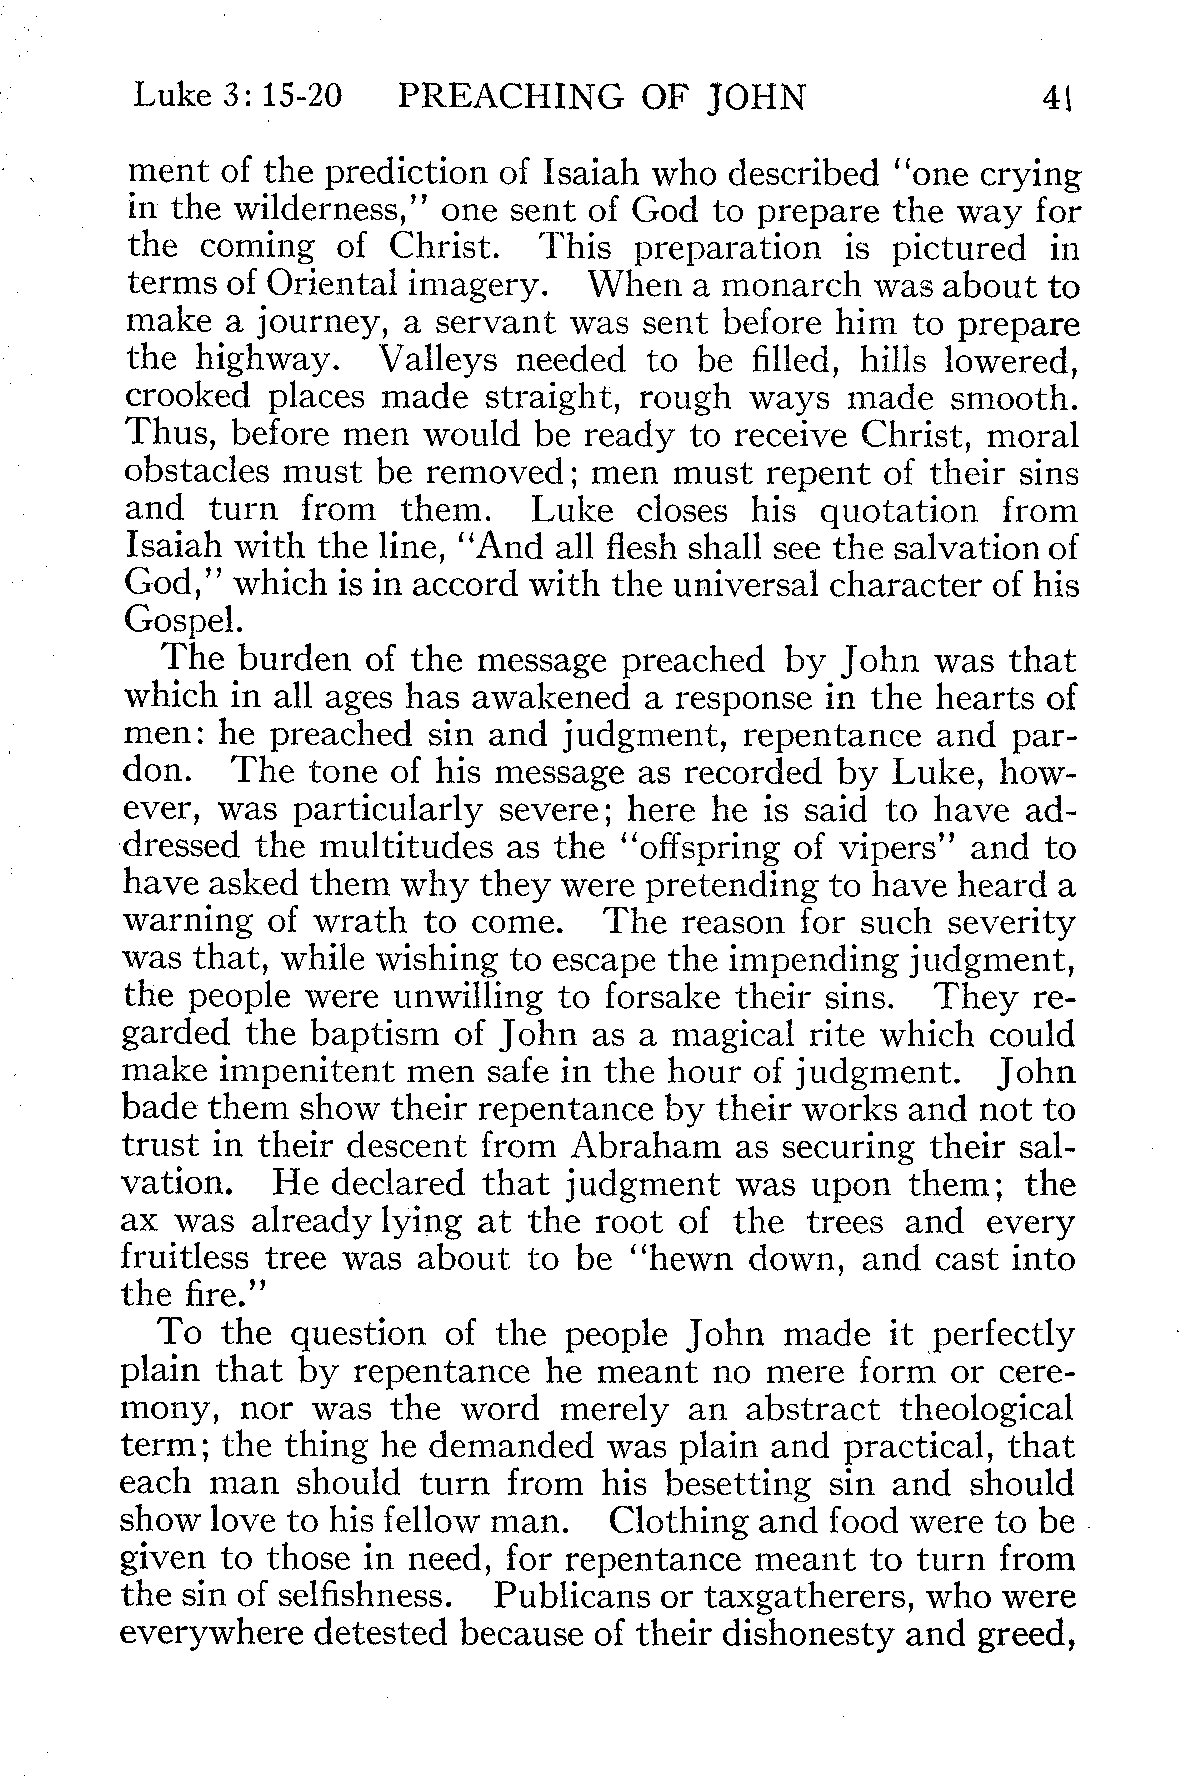 Luke 3: 15-20 PREACHING OF JOHN 41
ment of the prediction of Isaiah who described "one crying
in the wilderness," one sent of God to prepare the way for
the coming of Christ. This preparation is pictured in
terms of Oriental imagery. When a monarch was about to
make a journey, a servant was sent before him to prepare
the highway. Valleys needed to be filled, hills lowered,
crooked places made straight, rough ways made smooth.
Thus, before men would be ready to receive Christ, moral
obstacles must be removed; men must repent of their sins
and turn from them. Luke closes his quotation from
Isaiah with the line, "And all flesh shall see the salvation of
God," which is in accord with the universal character of his
Gospel.
The burden of the message preached by John was that
which in all ages has awakened a response in the hearts of
men: he preached sin and judgment, repentance and par-
don. The tone of his message as recorded by Luke, how-
ever, was particularly severe; here he is said to have ad-
dressed the multitudes as the "offspring of vipers" and to
have asked them why they were pretending to have heard a
warning of wrath to come. The reason for such severity
was that, while wishing to escape the impending judgment,
the people were unwilling to forsake their sins. They re-
garded the baptism of John as a magical rite which could
make impenitent men safe in the hour of judgment. John
bade them show their repentance by their works and not to
trust in their descent from Abraham as securing their sal-
vation. He declared that judgment was upon them; the
ax was already lying at the root of the trees and every
fruitless tree was about to be "hewn down, and cast into
the fire."
To the question of the people John made it perfectly
plain that by repentance he meant no mere form or cere-
mony, nor was the word merely an abstract theological
term; the thing he demanded was plain and practical, that
each man should turn from his besetting sin and should
show love to his fellow man. Clothing and food were to be
given to those in need, for repentance meant to turn from
the sin of selfishness. Publicans or taxgatherers, who were
everywhere detested because of their dishonesty and greed,